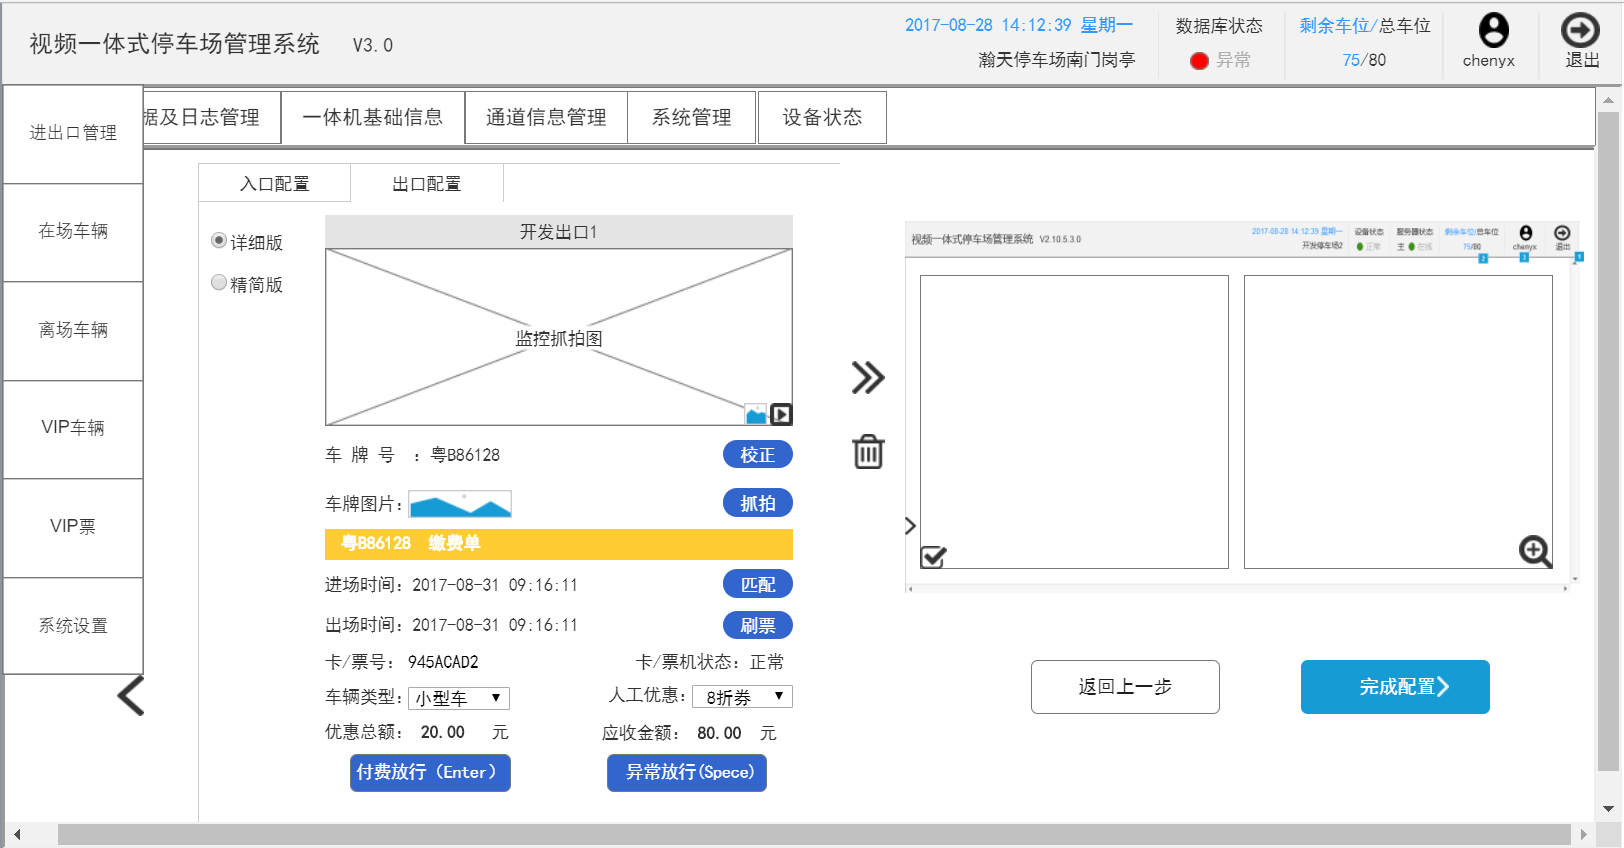 视频一体式停车场管理系统 V3.0
2017-08-28 14:12:39 星期一
瀚天停车场南门岗亭
数据库状态
异常
剩余车位/总车位
75/80
chenyx
退出
进出口管理
在场车辆
离场车辆
VIP车辆
VIP票
系统设置
据及日志管理
一体机基础信息
通道信息管理
系统管理
设备状态
入口配置
出口配置
详细版
精简版
开发出口1
监控抓拍图
车 牌 号 : 粤B86128
校正
车牌图片:
抓拍
粤B86128 缴费单
进场时间: 2017-08-31 09:16:11
匹配
出场时间: 2017-08-31 09:16:11
刷票
卡/票号: 945ACAD2
卡/票机状态: 正常
车辆类型: 小型车
人工优惠: 8折券
优惠总额: 20.00 元
应收金额: 80.00 元
付费放行 (Enter)
异常放行(Spece)
视频一体式停车场管理系统 V2.10.5.3.0
2017-08-28 14:12:39 星期一
开发停车场2
设备状态
正常
服务器状态
主 在线
剩余车位/总车位
75/80
chenyx
退出
返回上一步
完成配置